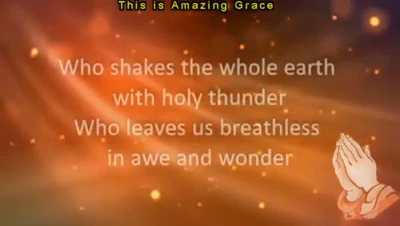 This is Amazing Grace
Who shakes the whole earth
with holy thunder
Who leaves us breathless
in awe and wonder